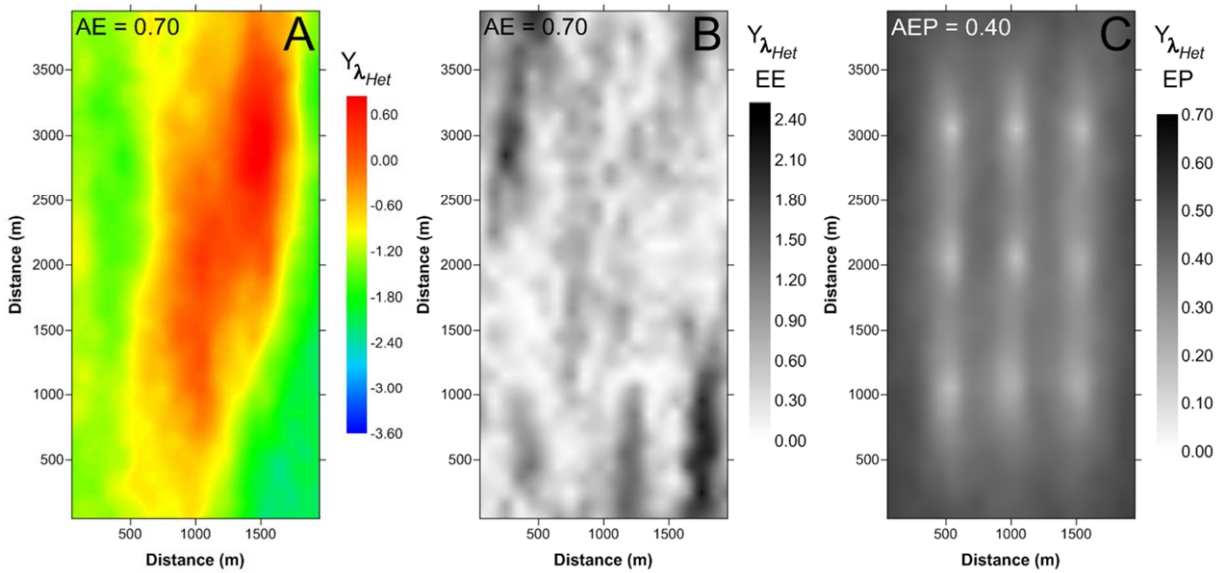 AE = 0.70
A
Y λ Het
0.60
0.00
-0.60
-1.20
-1.80
-2.40
-3.00
-3.60
3500
3000
2500
2000
1500
1000
500
Distance (m)
500 1000 1500
Distance (m)
AE = 0.70
B
Y λ Het
EE
2.40
2.10
1.80
1.50
1.20
0.90
0.60
0.30
0.00
3500
3000
2500
2000
1500
1000
500
Distance (m)
500 1000 1500
Distance (m)
AEP = 0.40
C
Y λ Het
EP
0.70
0.60
0.50
0.40
0.30
0.20
0.10
0.00
3500
3000
2500
2000
1500
1000
500
Distance (m)
500 1000 1500
Distance (m)